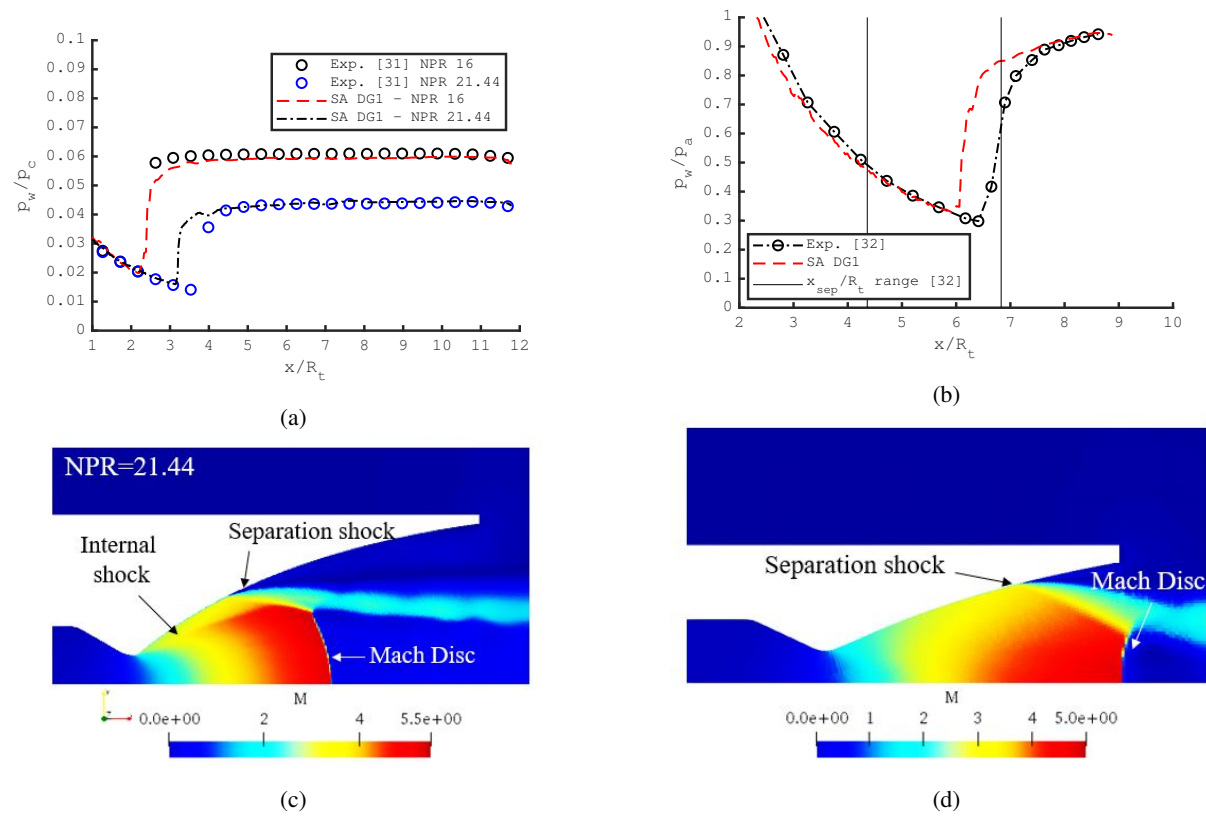 0.1
0.09
0.08
0.07
0.06
0.05
0.04
0.03
0.02
0.01
0
p_w/p_c
Exp. [31] NPR 16
Exp. [31] NPR 21.44
SA DG1 - NPR 16
SA DG1 - NPR 21.44
1 2 3 4 5 6 7 8 9 10 11 12
x/R_t
(a)
1
0.9
0.8
0.7
0.6
0.5
0.4
0.3
0.2
0.1
0
p_w/p_a
Exp. [32]
SA DG1
x_sep/R_t range [32]
2 3 4 5 6 7 8 9 10
x/R_t
(b)
NPR=21.44
Internal
shock
Separation shock
Mach Disc
M
0.0e+00 2 4 5.5e+00
(c)
Separation shock
Mach Disc
M
0.0e+00 1 2 3 4 5.0e+00
(d)